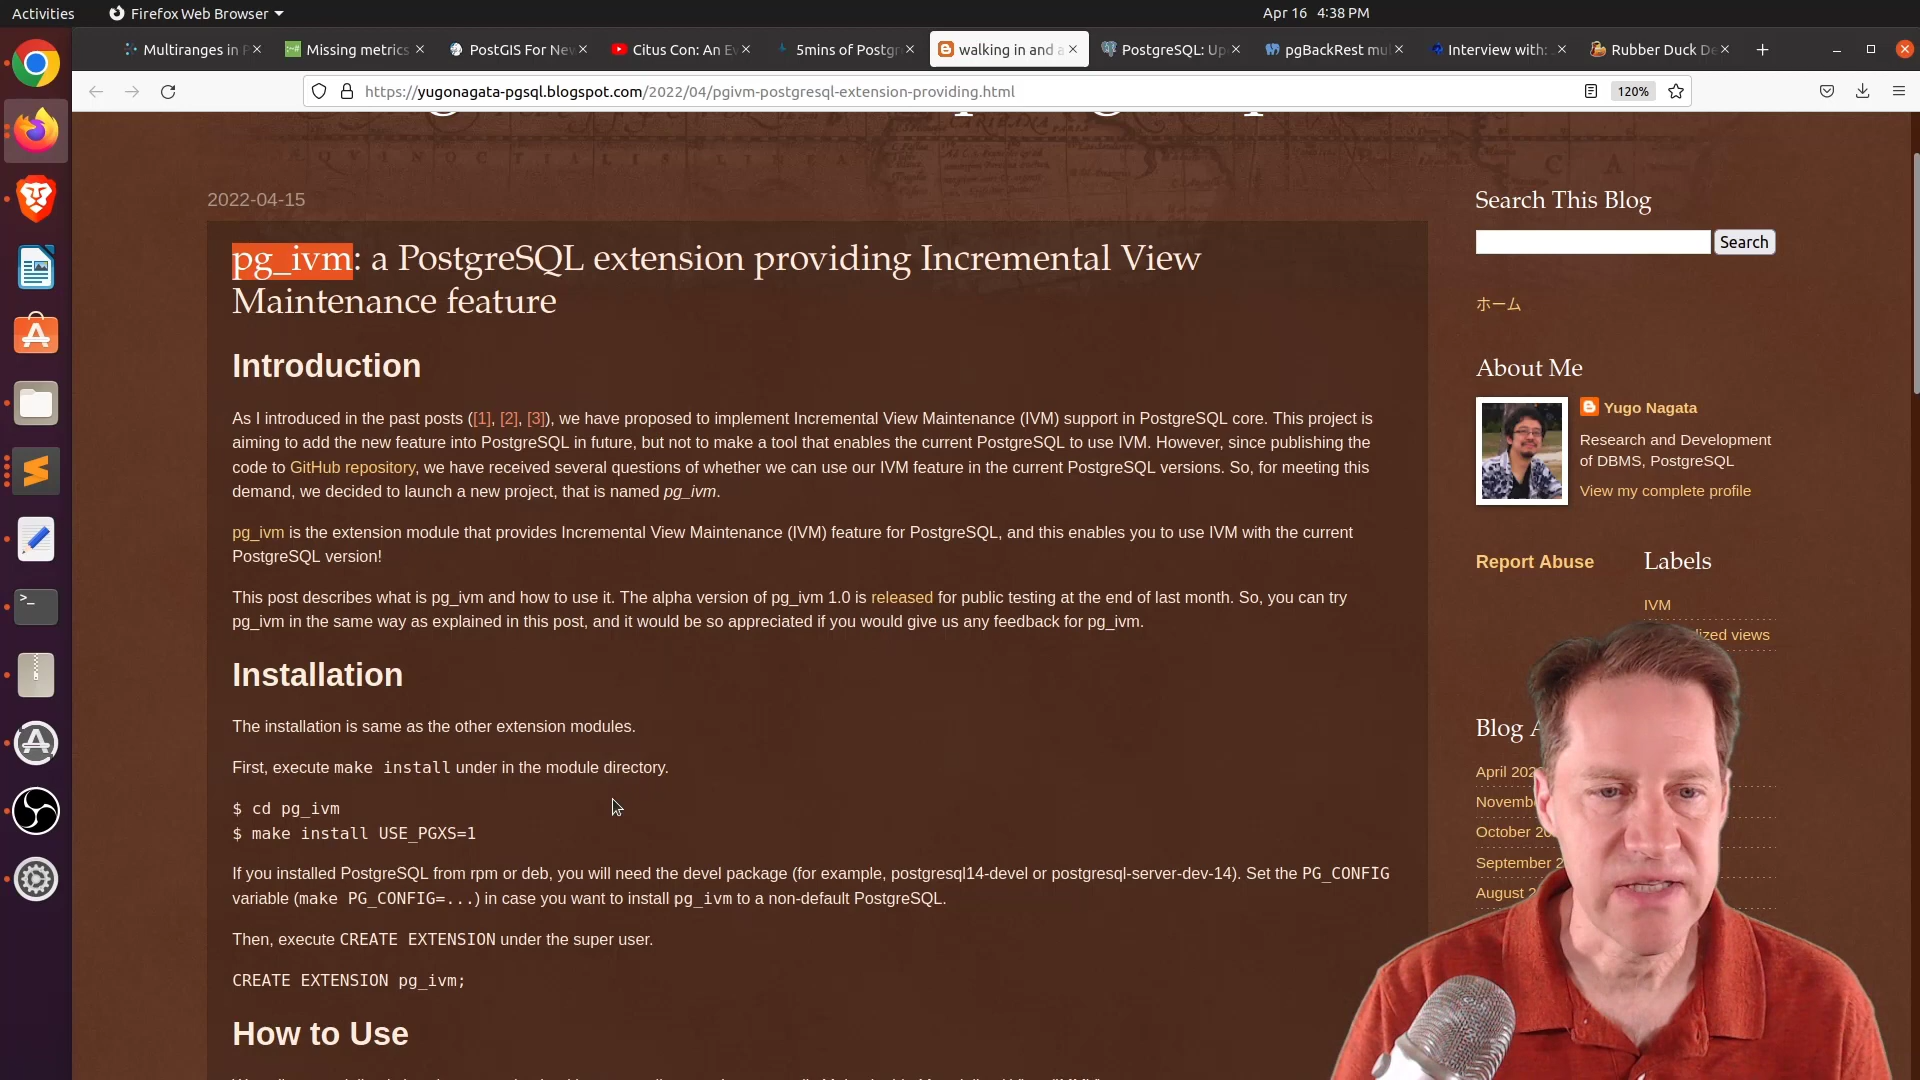 Activities
Firefox Web Browser
Apr 16 4:38 PM
Multiranges in P
Missing metrics
PostGIS For New
Citus Con: An Ev
5mins of Postgr
walking in and a
PostgreSQL: Up
pgBackRest mul
Interview with:
Rubber Duck De
https://yugonagata-pgsql.blogspot.com/2022/04/pgivm-postgresql-extension-providing.html
120%
2022-04-15
pg_ivm: a PostgreSQL extension providing Incremental View
Maintenance feature
Introduction
As I introduced in the past posts ([1], [2], [3]), we have proposed to implement Incremental View Maintenance (IVM) support in PostgreSQL core. This project is
aiming to add the new feature into PostgreSQL in future, but not to make a tool that enables the current PostgreSQL to use IVM. However, since publishing the
code to GitHub repository, we have received several questions of whether we can use our IVM feature in the current PostgreSQL versions. So, for meeting this
demand, we decided to launch a new project, that is named pg_ivm.
pg_ivm is the extension module that provides Incremental View Maintenance (IVM) feature for PostgreSQL, and this enables you to use IVM with the current
PostgreSQL version!
This post describes what is pg_ivm and how to use it. The alpha version of pg_ivm 1.0 is released for public testing at the end of last month. So, you can try
pg_ivm in the same way as explained in this post, and it would be so appreciated if you would give us any feedback for pg_ivm.
Installation
The installation is same as the other extension modules.
First, execute make install under in the module directory.
$ cd pg_ivm
$ make install USE_PGXS=1
If you installed PostgreSQL from rpm or deb, you will need the devel package (for example, postgresql14-devel or postgresql-server-dev-14). Set the PG_CONFIG
variable (make PG_CONFIG=...) in case you want to install pg_ivm to a non-default PostgreSQL.
Then, execute CREATE EXTENSION under the super user.
CREATE EXTENSION pg_ivm;
How to Use
Search This Blog
Search
ホーム
About Me
Yugo Nagata
Research and Development
of DBMS, PostgreSQL
View my complete profile
Report Abuse
Labels
IVM
lized views
Blog A
April 202
Novemb
October 20
September 2
August 2